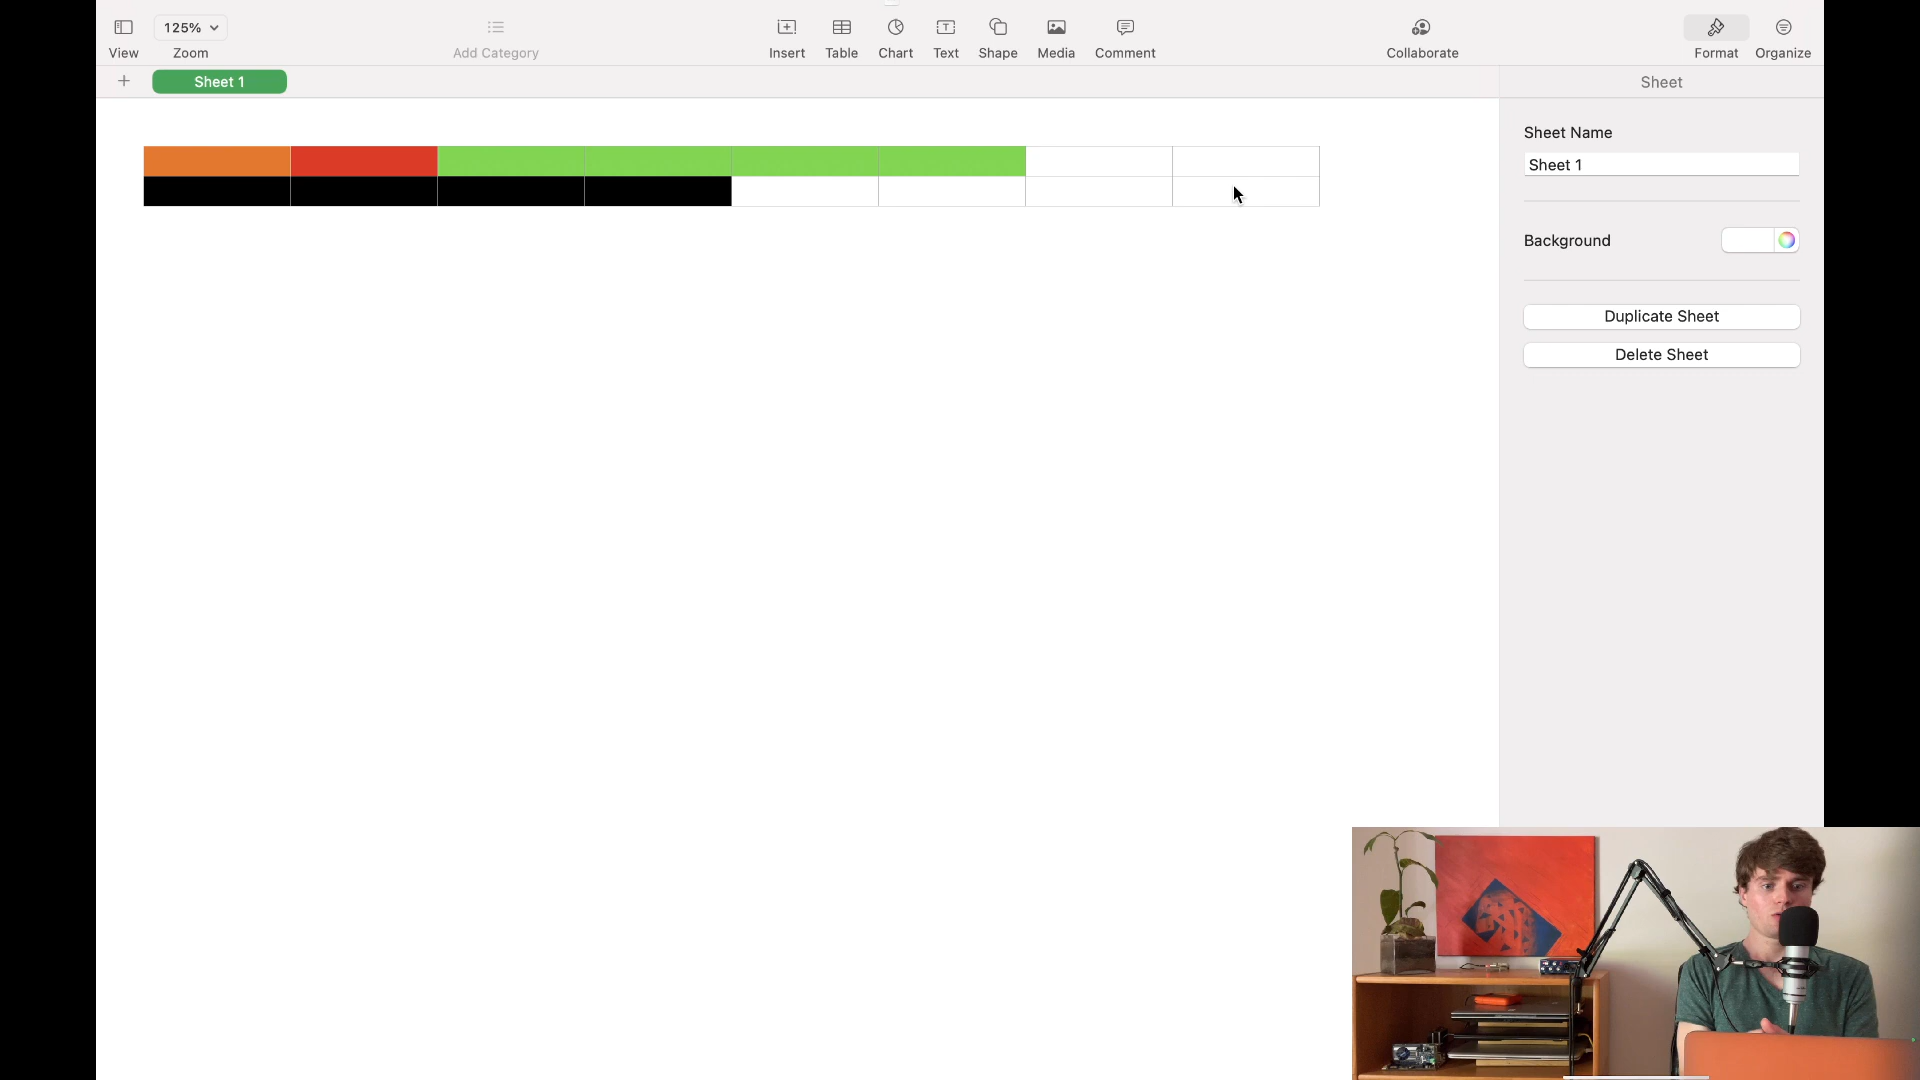 125%
View
Zoom
Add Category
Insert
Table
Chart
Text
Shape
Media
Comment
Collaborate
Format
Organize
Sheet 1
Sheet
Sheet Name
Sheet 1
Background
Duplicate Sheet
Delete Sheet